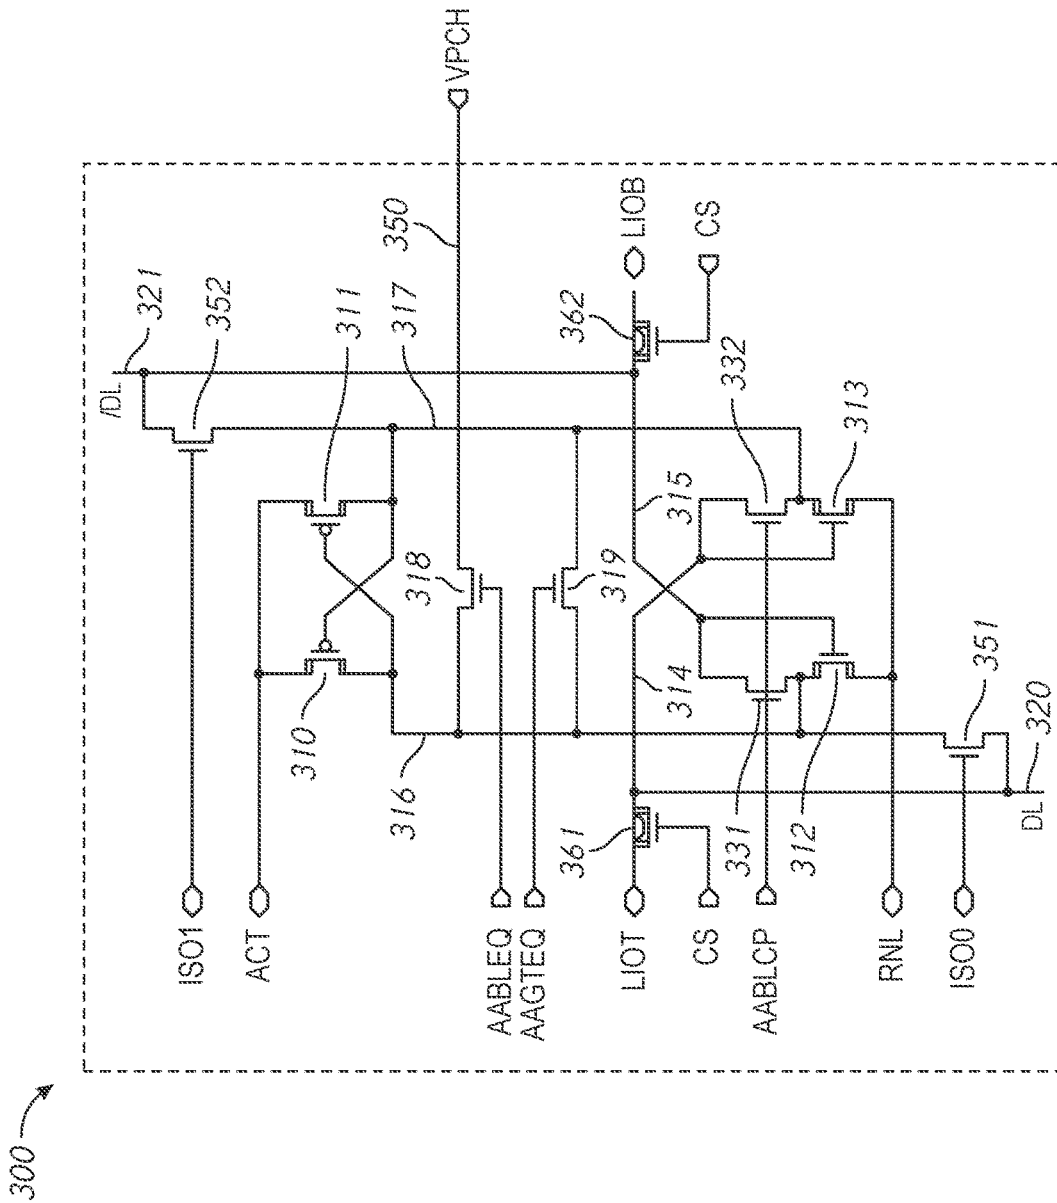 300
ISO1
ACT
AABLEQ
AAGTEQ
LIOT
CS
AABLCP
RNL
ISO0
VPCH
350
LIOB
CS
/DL
321
352
311
317
362
332
313
310
318
319
315
316
314
361
331
312
351
320
DL